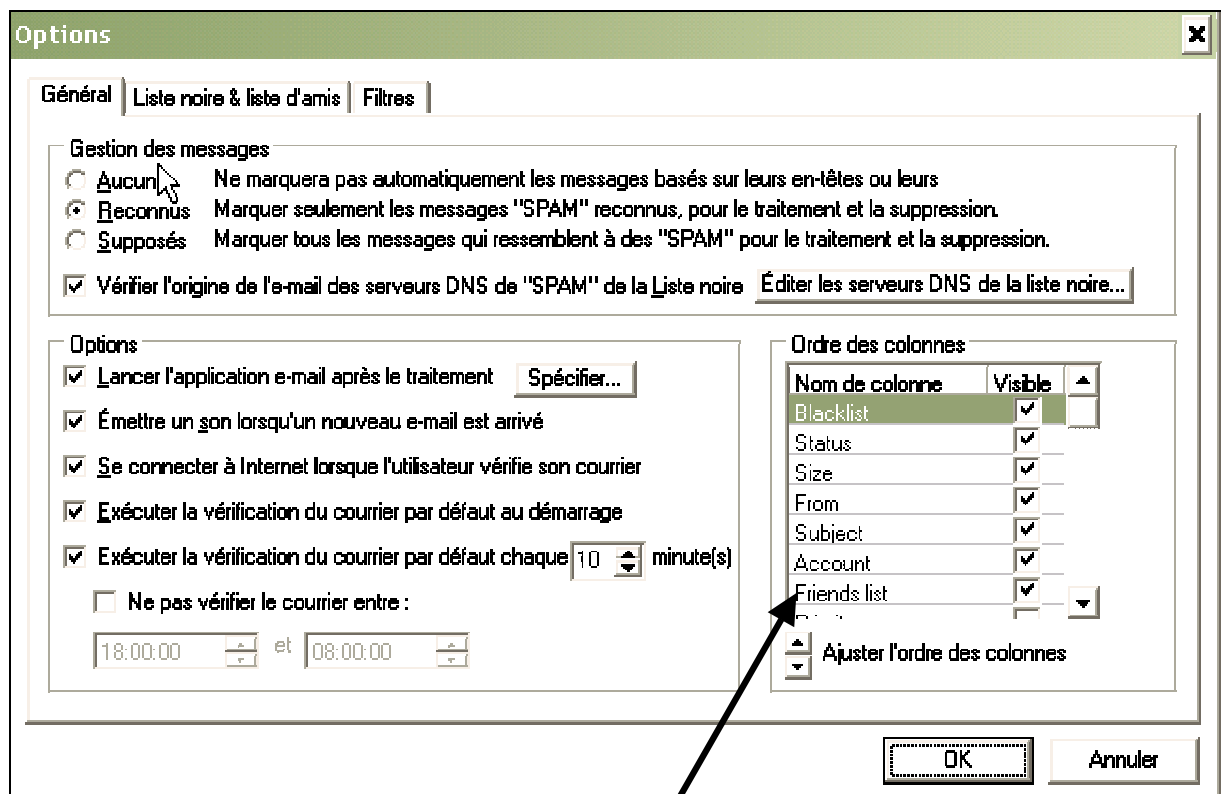 Options
Général
Liste noire & liste d'amis
Filtres
Gestion des messages
Aucun Ne marquera pas automatiquement les messages basés sur leurs en-têtes ou leurs
Reconnus Marquer seulement les messages "SPAM" reconnus, pour le traitement et la suppression.
Supposés Marquer tous les messages qui ressemblent à des "SPAM" pour le traitement et la suppression.
Vérifier l'origine de l'e-mail des serveurs DNS de "SPAM" de la Liste noire
Éditer les serveurs DNS de la liste noire...
Options
Lancer l'application e-mail après le traitement
Spécifier...
Émettre un son lorsqu'un nouveau e-mail est arrivé
Se connecter à Internet lorsque l'utilisateur vérifie son courrier
Exécuter la vérification du courrier par défaut au démarrage
Exécuter la vérification du courrier par défaut chaque 10 minute(s)
Ne pas vérifier le courrier entre :
18:00:00 et 08:00:00
Ordre des colonnes
Nom de colonne Visible
Blacklist
Status
Size
From
Subject
Account
Friends list
Ajuster l'ordre des colonnes
OK
Annuler